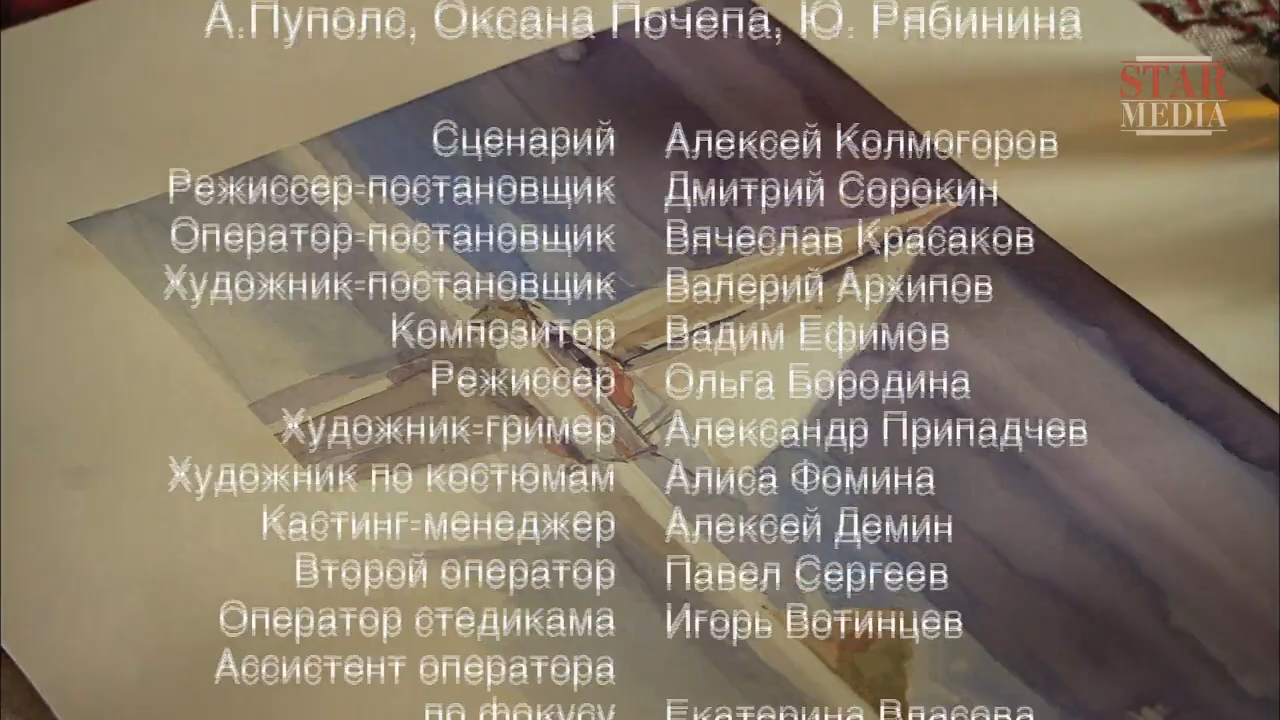 А.Пуполс, Оксана Почепа, Ю. Рябинина
STAR
MEDIA
Сценарий Алексей Колмогоров
Режиссер-постановщик Дмитрий Сорокин
Оператор-постановщик Вячеслав Красаков
Художник-постановщик Валерий Архипов
Композитор Вадим Ефимов
Режиссер Ольга Бородина
Художник-гример Александр Припадчев
Художник по костюмам Алиса Фомина
Кастинг-менеджер Алексей Демин
Второй оператор Павел Сергеев
Оператор стедикама Игорь Вотинцев
Ассистент оператора
по фокусу Екатерина Власова